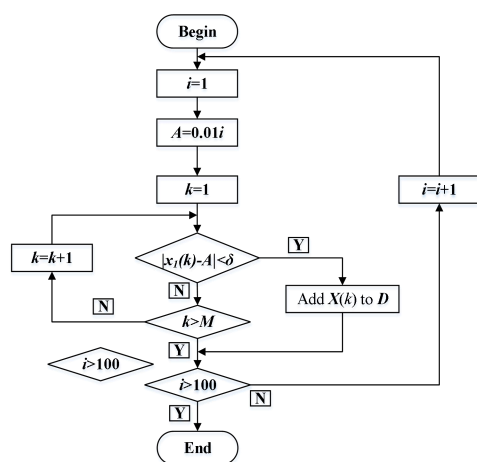 Begin
i=1
A=0.01i
k=1
i=i+1
k=k+1
|x₁(k)-A|<δ
Y
N
Add X(k) to D
N
k>M
Y
i>100
i>100
N
Y
End